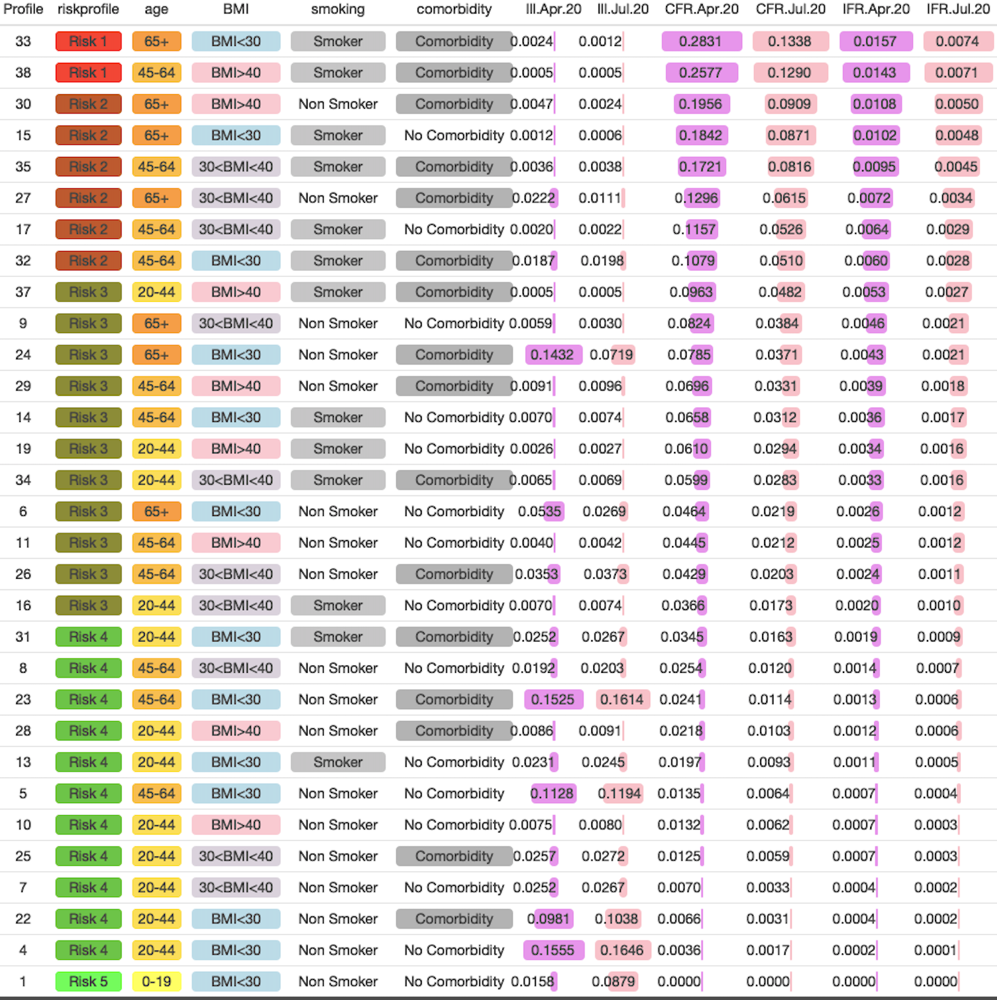 Profile riskprofile age BMI smoking comorbidity Ill.Apr.20 Ill.Jul.20 CFR.Apr.20 CFR.Jul.20 IFR.Apr.20 IFR.Jul.20
33 Risk 1 65+ BMI<30 Smoker Comorbidity 0.0024 0.0012 0.2831 0.1338 0.0157 0.0074
38 Risk 1 45-64 BMI>40 Smoker Comorbidity 0.0005 0.0005 0.2577 0.1290 0.0143 0.0071
30 Risk 2 65+ BMI>40 Non Smoker Comorbidity 0.0047 0.0024 0.1956 0.0909 0.0108 0.0050
15 Risk 2 65+ BMI<30 Smoker No Comorbidity 0.0012 0.0006 0.1842 0.0871 0.0102 0.0048
35 Risk 2 45-64 30<BMI<40 Smoker Comorbidity 0.0036 0.0038 0.1721 0.0816 0.0095 0.0045
27 Risk 2 65+ 30<BMI<40 Non Smoker Comorbidity 0.0222 0.0111 0.1296 0.0615 0.0072 0.0034
17 Risk 2 45-64 30<BMI<40 Smoker No Comorbidity 0.0020 0.0022 0.1157 0.0526 0.0064 0.0029
32 Risk 2 45-64 BMI<30 Smoker Comorbidity 0.0187 0.0198 0.1079 0.0510 0.0060 0.0028
37 Risk 3 20-44 BMI>40 Smoker Comorbidity 0.0005 0.0005 0.0963 0.0482 0.0053 0.0027
9 Risk 3 65+ 30<BMI<40 Non Smoker No Comorbidity 0.0059 0.0030 0.0824 0.0384 0.0046 0.0021
24 Risk 3 65+ BMI<30 Non Smoker Comorbidity 0.1432 0.0719 0.0785 0.0371 0.0043 0.0021
29 Risk 3 45-64 BMI>40 Non Smoker Comorbidity 0.0091 0.0096 0.0696 0.0331 0.0039 0.0018
14 Risk 3 45-64 BMI<30 Smoker No Comorbidity 0.0070 0.0074 0.0658 0.0312 0.0036 0.0017
19 Risk 3 20-44 BMI>40 Smoker No Comorbidity 0.0026 0.0027 0.0610 0.0294 0.0034 0.0016
34 Risk 3 20-44 30<BMI<40 Smoker Comorbidity 0.0065 0.0069 0.0599 0.0283 0.0033 0.0016
6 Risk 3 65+ BMI<30 Non Smoker No Comorbidity 0.0535 0.0269 0.0464 0.0219 0.0026 0.0012
11 Risk 3 45-64 BMI>40 Non Smoker No Comorbidity 0.0040 0.0042 0.0445 0.0212 0.0025 0.0012
26 Risk 3 45-64 30<BMI<40 Non Smoker Comorbidity 0.0353 0.0373 0.0429 0.0203 0.0024 0.0011
16 Risk 3 20-44 30<BMI<40 Smoker No Comorbidity 0.0070 0.0074 0.0366 0.0173 0.0020 0.0010
31 Risk 4 20-44 BMI<30 Smoker Comorbidity 0.0252 0.0267 0.0345 0.0163 0.0019 0.0009
8 Risk 4 45-64 30<BMI<40 Non Smoker No Comorbidity 0.0192 0.0203 0.0254 0.0120 0.0014 0.0007
23 Risk 4 45-64 BMI<30 Non Smoker Comorbidity 0.1525 0.1614 0.0241 0.0114 0.0013 0.0006
28 Risk 4 20-44 BMI>40 Non Smoker Comorbidity 0.0086 0.0091 0.0218 0.0103 0.0012 0.0006
13 Risk 4 20-44 BMI<30 Smoker No Comorbidity 0.0231 0.0245 0.0197 0.0093 0.0011 0.0005
5 Risk 4 45-64 BMI<30 Non Smoker No Comorbidity 0.1128 0.1194 0.0135 0.0064 0.0007 0.0004
10 Risk 4 20-44 BMI>40 Non Smoker No Comorbidity 0.0075 0.0080 0.0132 0.0062 0.0007 0.0003
25 Risk 4 20-44 30<BMI<40 Non Smoker Comorbidity 0.0257 0.0272 0.0125 0.0059 0.0007 0.0003
7 Risk 4 20-44 30<BMI<40 Non Smoker No Comorbidity 0.0252 0.0267 0.0070 0.0033 0.0004 0.0002
22 Risk 4 20-44 BMI<30 Non Smoker Comorbidity 0.0981 0.1038 0.0066 0.0031 0.0004 0.0002
4 Risk 4 20-44 BMI<30 Non Smoker No Comorbidity 0.1555 0.1646 0.0036 0.0017 0.0002 0.0001
1 Risk 5 0-19 BMI<30 Non Smoker No Comorbidity 0.0158 0.0879 0.0000 0.0000 0.0000 0.0000